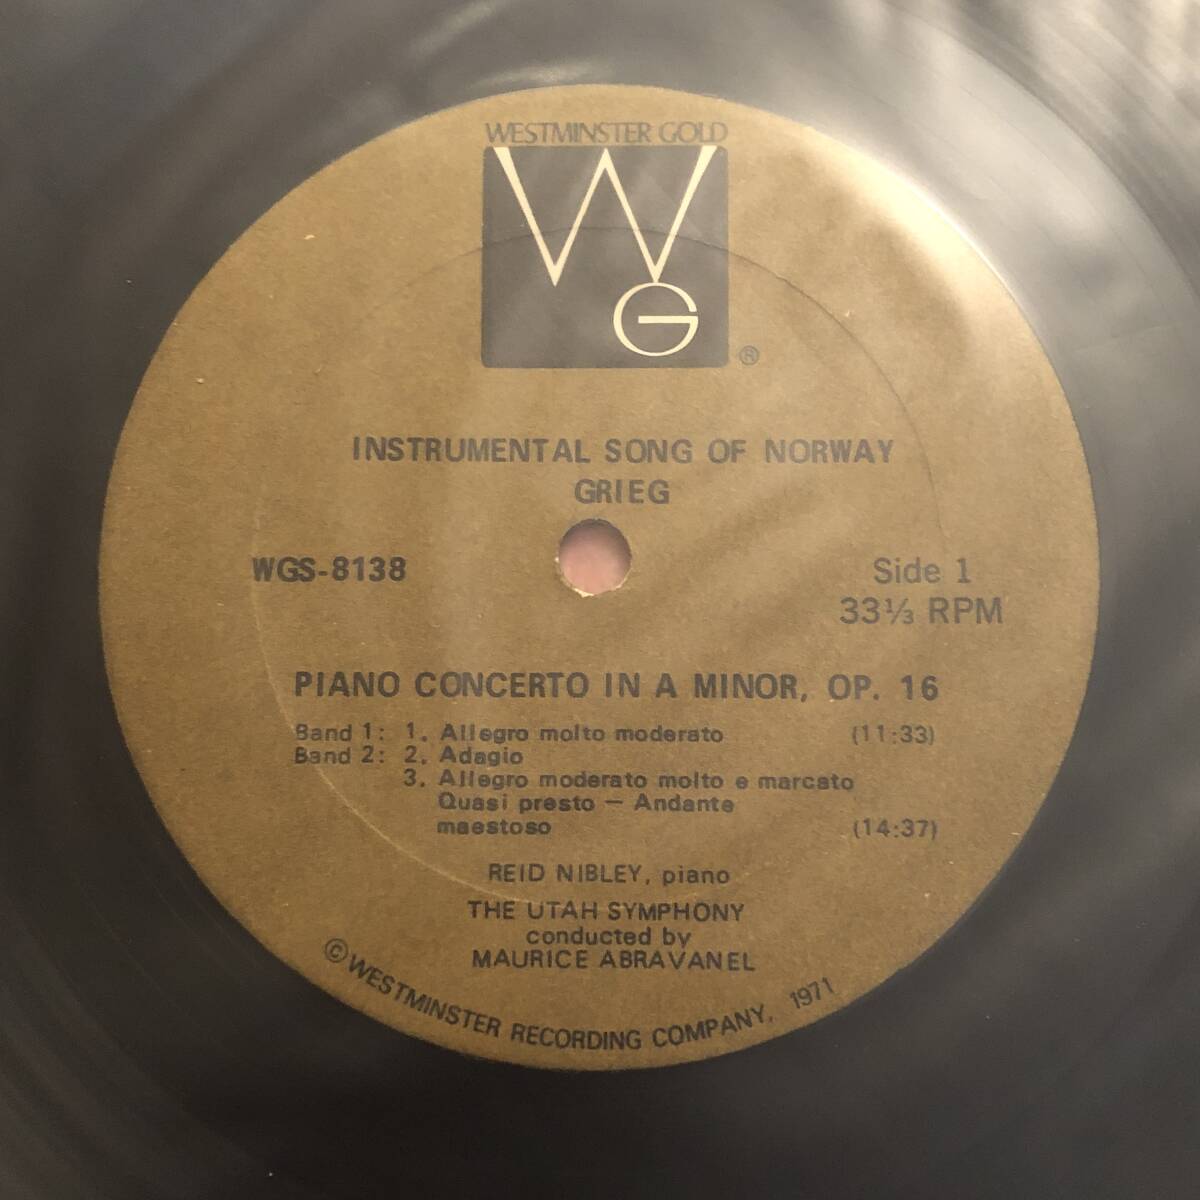 WESTMINSTER GOLD
WG
®
INSTRUMENTAL SONG OF NORWAY
GRIEG
WGS-8138
Side 1
33⅓ RPM
PIANO CONCERTO IN A MINOR, OP. 16
Band 1: 1. Allegro molto moderato (11:33)
Band 2: 2. Adagio
3. Allegro moderato molto e marcato
Quasi presto — Andante
maestoso (14:37)
REID NIBLEY, piano
THE UTAH SYMPHONY
conducted by
MAURICE ABRAVANEL
©WESTMINSTER RECORDING COMPANY, 1971